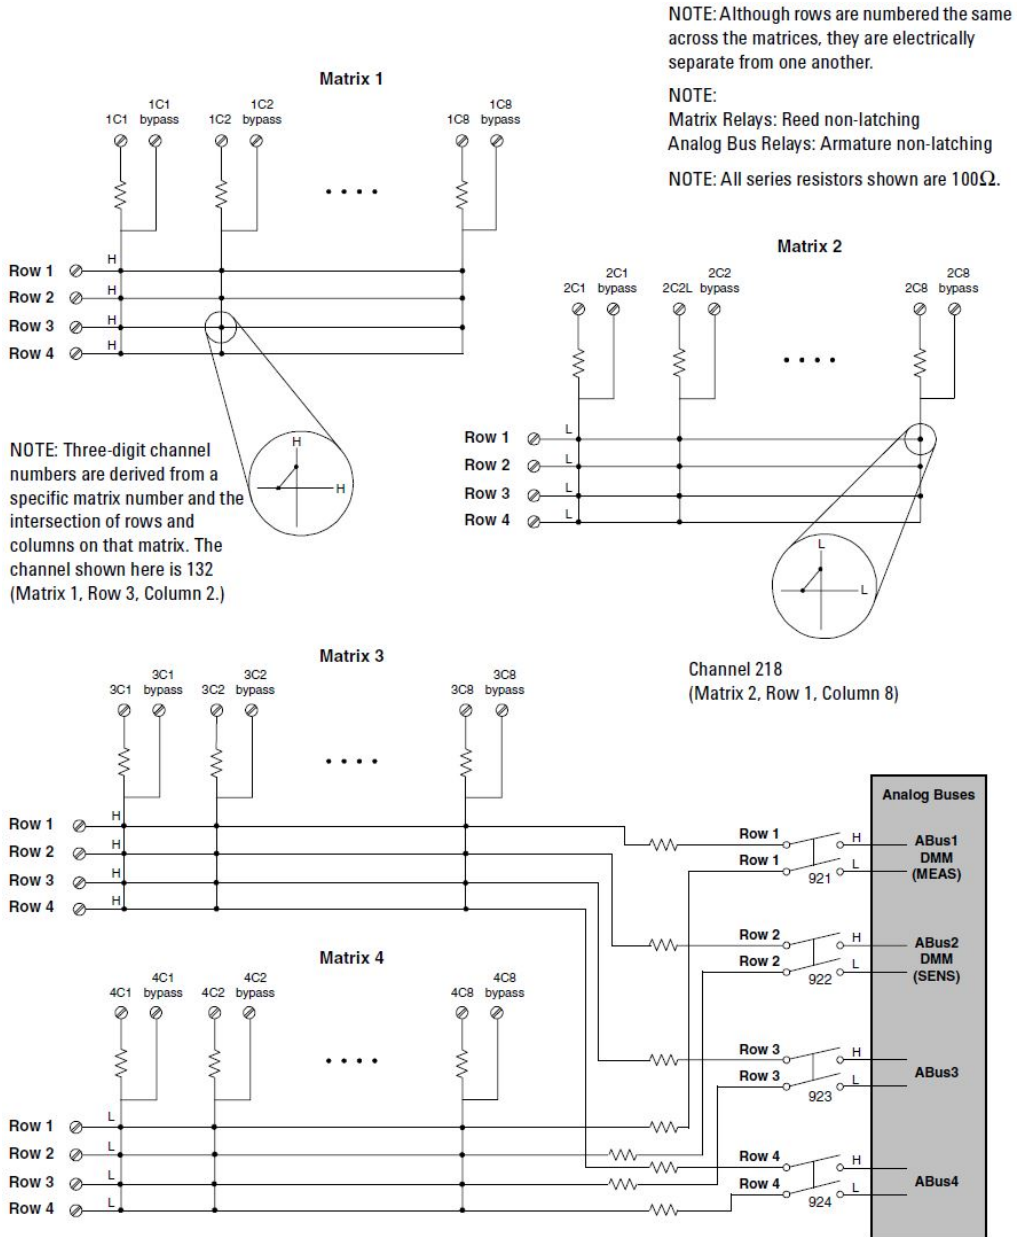 NOTE: Although rows are numbered the same
across the matrices, they are electrically
separate from one another.
NOTE:
Matrix Relays: Reed non-latching
Analog Bus Relays: Armature non-latching
NOTE: All series resistors shown are 100Ω.
Matrix 1
1C1
1C1 bypass
1C2
1C2 bypass
1C8
1C8 bypass
Row 1 H
Row 2 H
Row 3 H
Row 4 H
H
H
NOTE: Three-digit channel
numbers are derived from a
specific matrix number and the
intersection of rows and
columns on that matrix. The
channel shown here is 132
(Matrix 1, Row 3, Column 2.)
Matrix 2
2C1
2C1 bypass
2C2L
2C2 bypass
2C8
2C8 bypass
Row 1 L
Row 2 L
Row 3 L
Row 4 L
L
L
Channel 218
(Matrix 2, Row 1, Column 8)
Matrix 3
3C1
3C1 bypass
3C2
3C2 bypass
3C8
3C8 bypass
Row 1 H
Row 2 H
Row 3 H
Row 4 H
Matrix 4
4C1
4C1 bypass
4C2
4C2 bypass
4C8
4C8 bypass
Row 1 L
Row 2 L
Row 3 L
Row 4 L
Analog Buses
Row 1 H
Row 1 L
921
ABus1
DMM
(MEAS)
Row 2 H
Row 2 L
922
ABus2
DMM
(SENS)
Row 3 H
Row 3 L
923
ABus3
Row 4 H
Row 4 L
924
ABus4